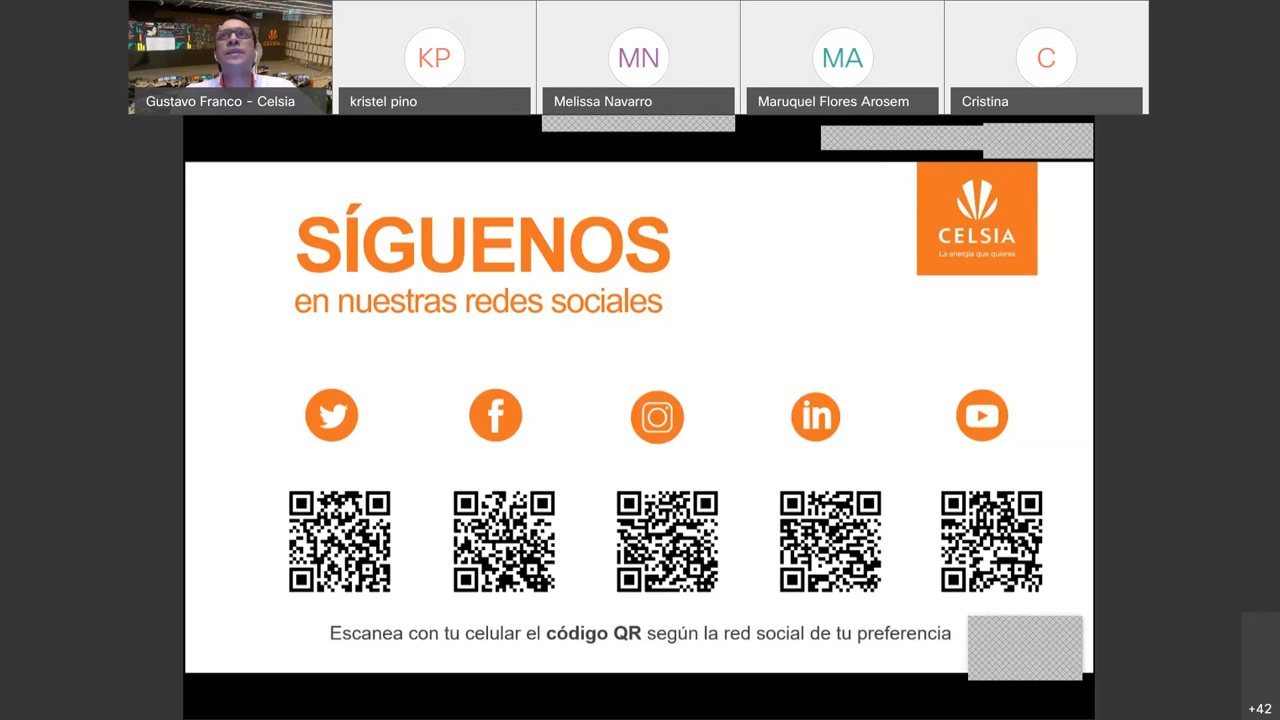 KP
MN
MA
C
Gustavo Franco - Celsia
kristel pino
Melissa Navarro
Maruquel Flores Arosem
Cristina
CELSIA
SÍGUENOS
en nuestras redes sociales
CELSIA
La energía que quieres
Escanea con tu celular el código QR según la red social de tu preferencia
+42